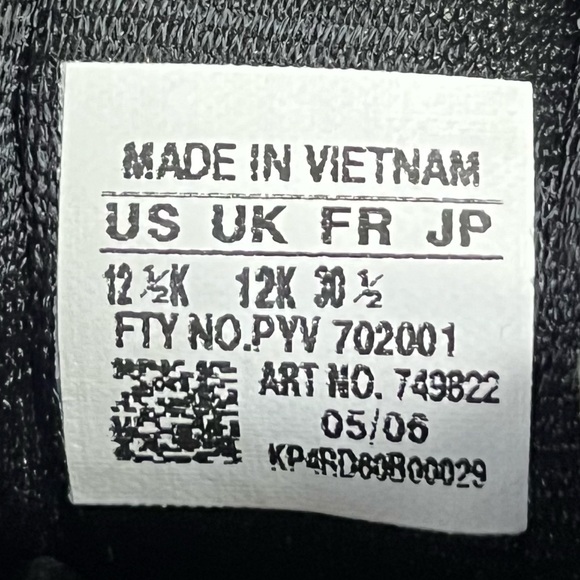 MADE IN VIETNAM
US UK FR JP
12 ½K 12K 30 ½
FTY NO.PYV 702001
ART NO. 749822
05/06
KP4RD60B00029